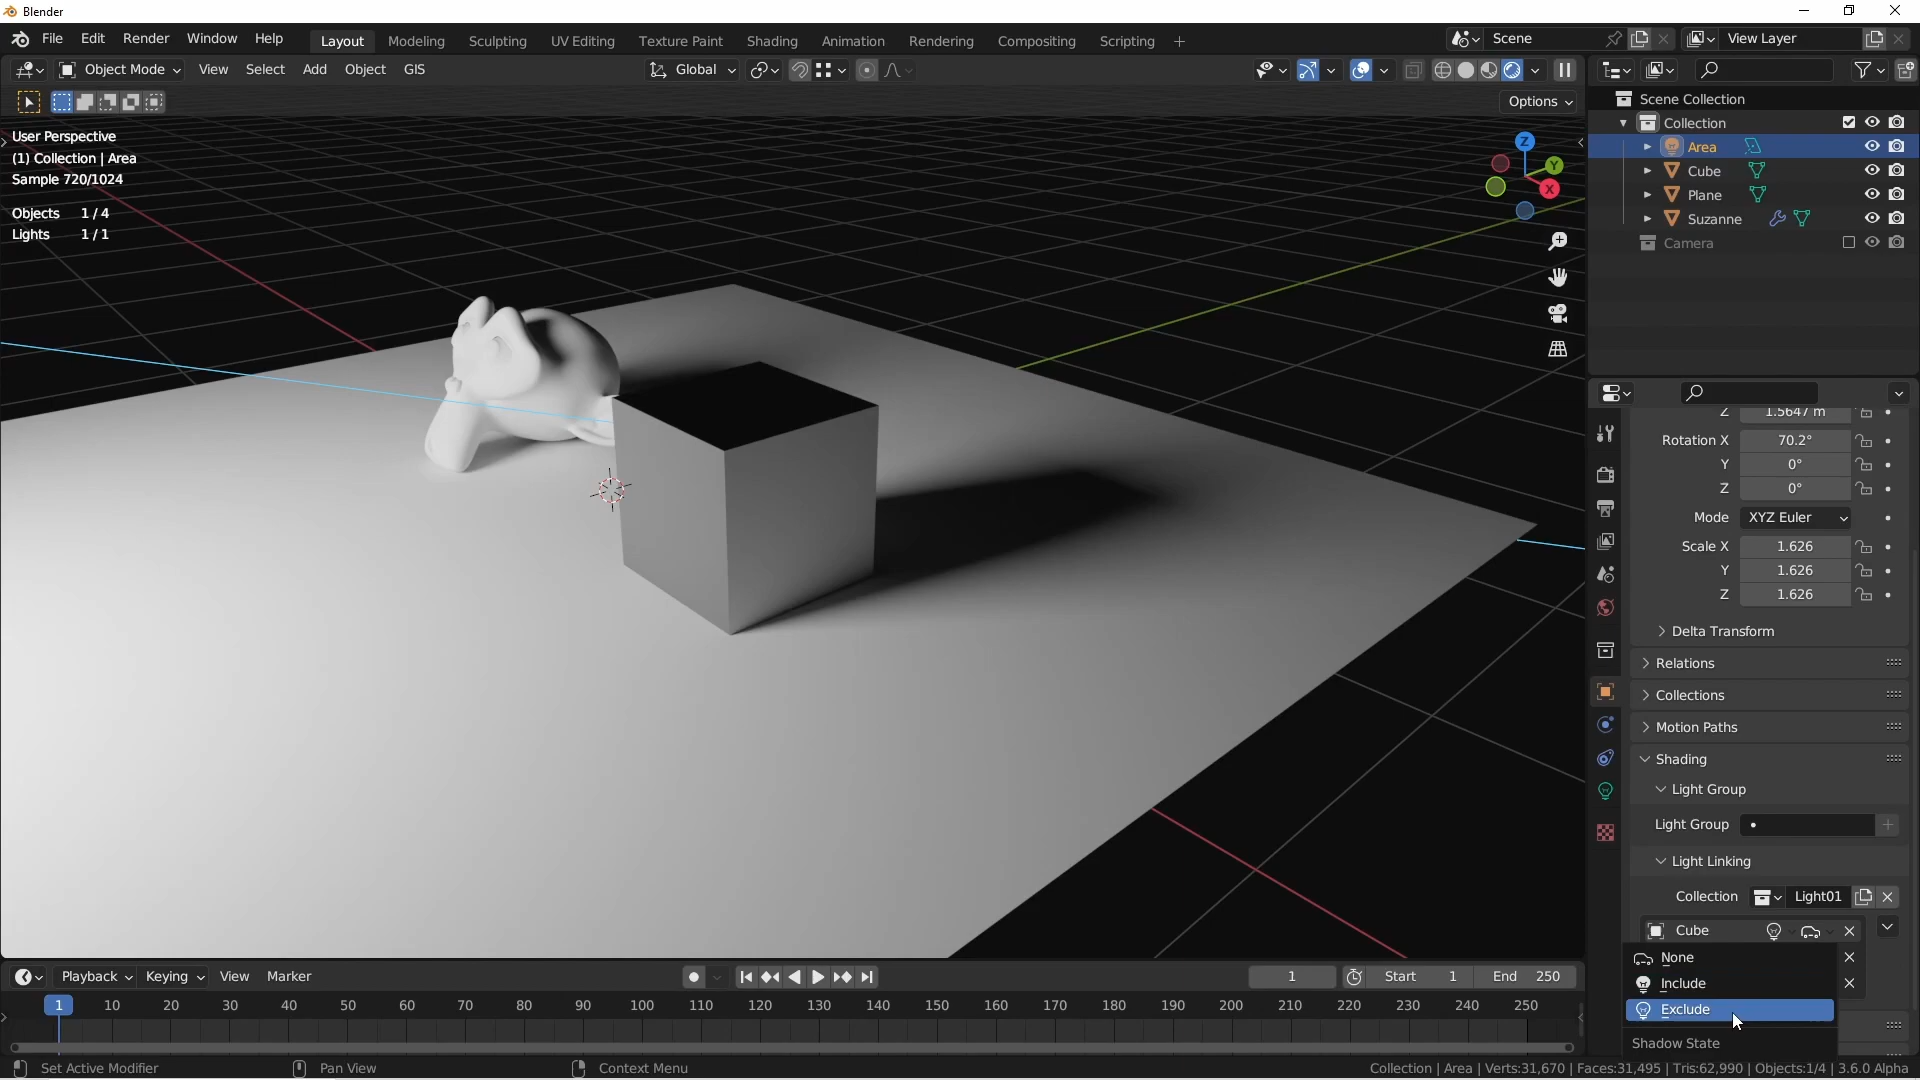 Blender
File Edit Render Window Help
Layout Modeling Sculpting UV Editing Texture Paint Shading Animation Rendering Compositing Scripting +
Scene
View Layer
Object Mode View Select Add Object GIS
Global
Options
User Perspective
(1) Collection | Area
Sample 720/1024
Objects 1/4
Lights 1/1
Z
Y
X
Scene Collection
Collection
Area
Cube
Plane
Suzanne
Camera
Z 1.5647 m
Rotation X 70.2°
Y 0°
Z 0°
Mode XYZ Euler
Scale X 1.626
Y 1.626
Z 1.626
Delta Transform
Relations
Collections
Motion Paths
Shading
Light Group
Light Group
Light Linking
Collection Light01
Cube
None
Include
Exclude
Shadow State
Playback Keying View Marker
1 Start 1 End 250
1 10 20 30 40 50 60 70 80 90 100 110 120 130 140 150 160 170 180 190 200 210 220 230 240 250
Set Active Modifier Pan View Context Menu
Collection | Area | Verts:31,670 | Faces:31,495 | Tris:62,990 | Objects:1/4 | 3.6.0 Alpha